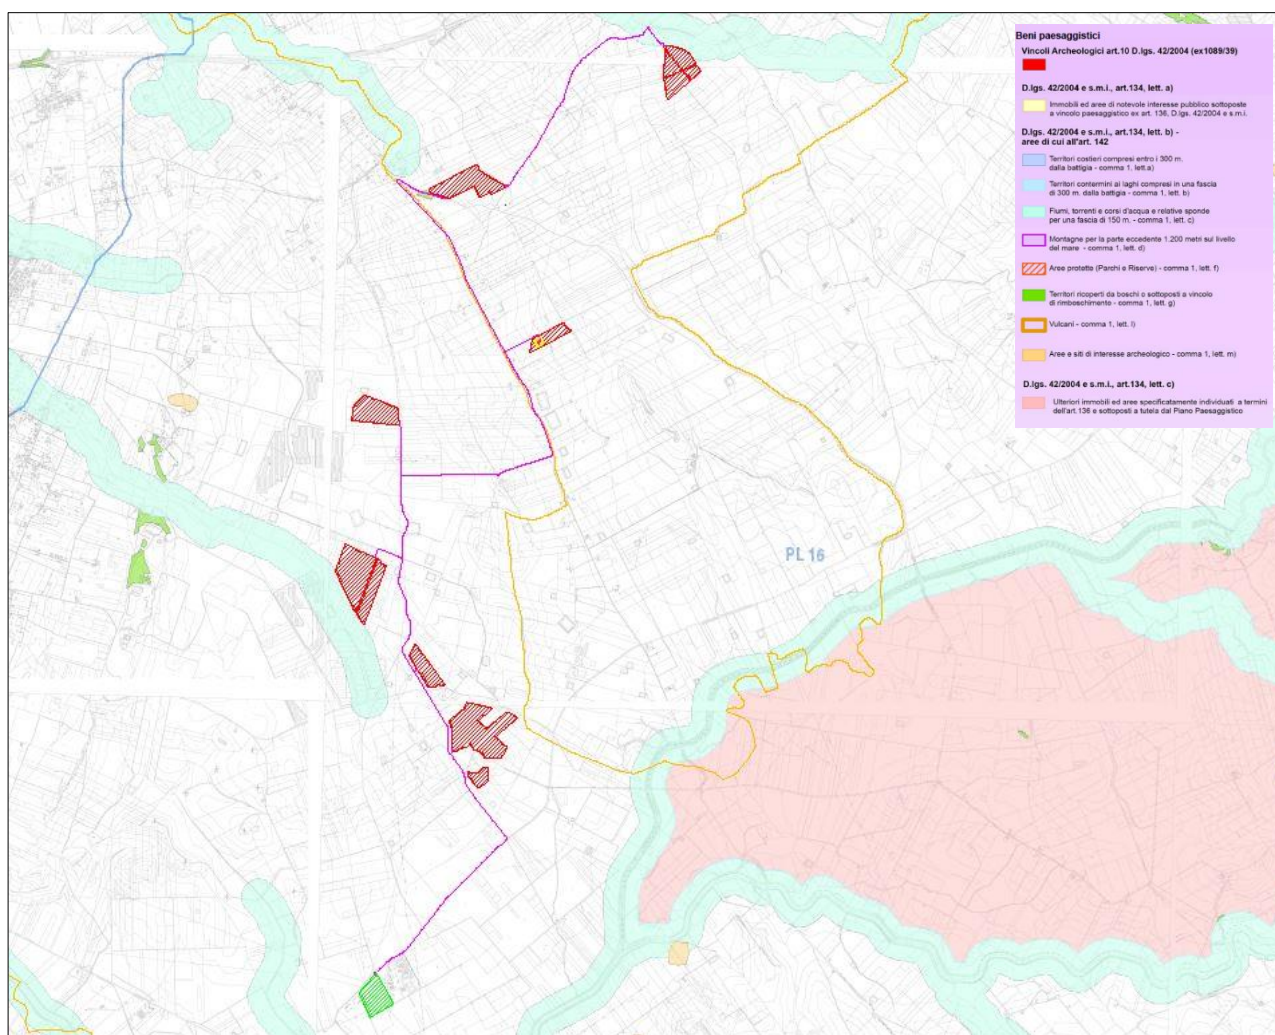 Beni paesaggistici
Vincoli Archeologici art.10 D.lgs. 42/2004 (ex1089/39)
D.lgs. 42/2004 e s.m.i., art.134, lett. a)
Immobili ed aree di notevole interesse pubblico sottoposte
a vincolo paesaggistico ex art. 136, D.lgs. 42/2004 e s.m.i.
D.lgs. 42/2004 e s.m.i., art.134, lett. b) -
aree di cui all'art. 142
Territori costieri compresi entro i 300 m.
dalla battigia - comma 1. lett.a)
Territori contermini ai laghi compresi in una fascia
di 300 m. dalla battigia - comma 1, lett. b)
Fiumi, torrenti e corsi d'acqua e relative sponde
per una fascia di 150 m. - comma 1, lett. c)
Montagne per la parte eccedente 1.200 metri sul livello
del mare - comma 1, lett. d)
Aree protette (Parchi e Riserve) - comma 1, lett. f)
Territori ricoperti da boschi o sottoposti a vincolo
di rimboschimento - comma 1, lett. g)
Vulcani - comma 1, lett. l)
Aree e siti di interesse archeologico - comma 1, lett. m)
D.lgs. 42/2004 e s.m.i., art.134, lett. c)
Ulteriori immobili ed aree specificatamente individuati a termini
dell'art.136 e sottoposti a tutela dal Piano Paesaggistico
PL 16